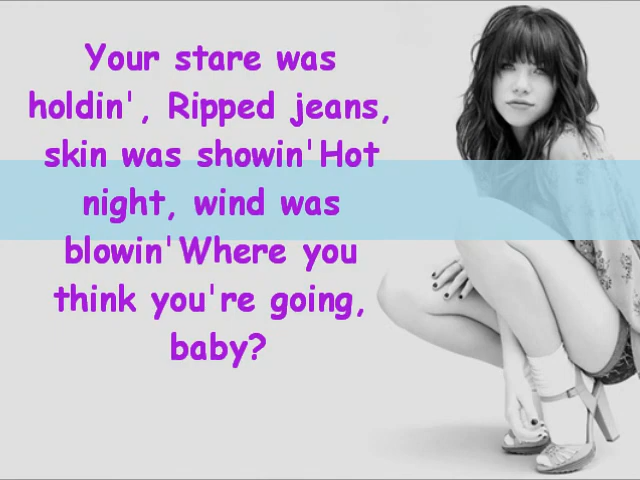 Your stare was
holdin', Ripped jeans,
skin was showin'Hot
night, wind was
blowin'Where you
think you're going,
baby?